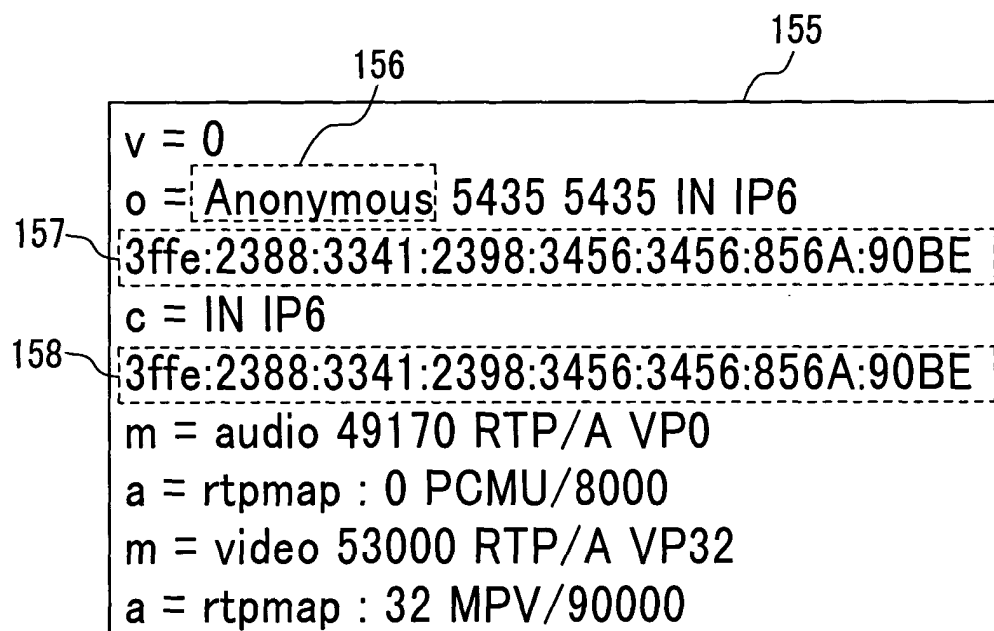 155
156
v = 0
o = Anonymous 5435 5435 IN IP6
157
3ffe:2388:3341:2398:3456:3456:856A:90BE
c = IN IP6
158
3ffe:2388:3341:2398:3456:3456:856A:90BE
m = audio 49170 RTP/A VP0
a = rtpmap : 0 PCMU/8000
m = video 53000 RTP/A VP32
a = rtpmap : 32 MPV/90000